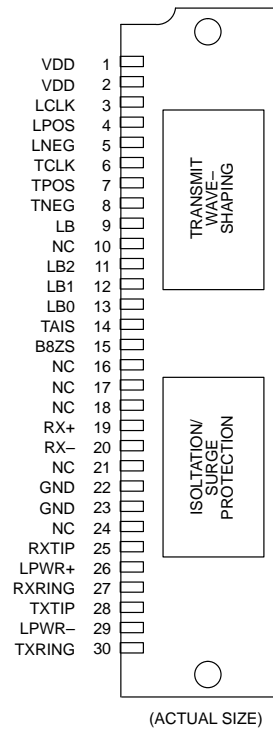 VDD 1
VDD 2
LCLK 3
LPOS 4
LNEG 5
TCLK 6
TPOS 7
TNEG 8
LB 9
NC 10
LB2 11
LB1 12
LB0 13
TAIS 14
B8ZS 15
NC 16
NC 17
NC 18
RX+ 19
RX– 20
NC 21
GND 22
GND 23
NC 24
RXTIP 25
LPWR+ 26
RXRING 27
TXTIP 28
LPWR– 29
TXRING 30
TRANSMIT
WAVE–
SHAPING
ISOLTATION/
SURGE
PROTECTION
(ACTUAL SIZE)